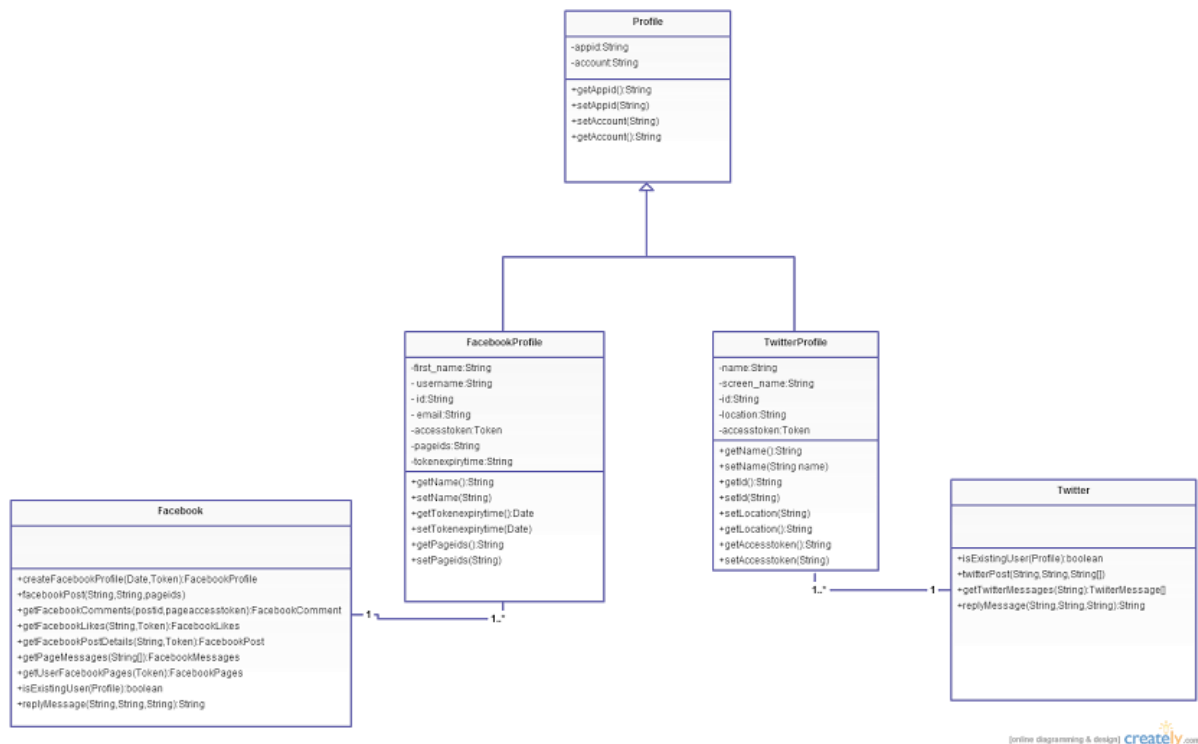 Profile
-appid:String
-account:String
+getAppid():String
+setAppid(String)
+setAccount(String)
+getAccount():String
FacebookProfile
-first_name:String
- username:String
- id:String
- email:String
-accesstoken:Token
-pageids:String
-tokenexpirytime:String
+getName():String
+setName(String)
+getTokenexpirytime():Date
+setTokenexpirytime(Date)
+getPageids():String
+setPageids(String)
TwitterProfile
-name:String
-screen_name:String
-id:String
-location:String
-accesstoken:Token
+getName():String
+setName(String name)
+getId():String
+setId(String)
+setLocation(String)
+getLocation():String
+getAccesstoken():String
+setAccesstoken(String)
Facebook
+createFacebookProfile(Date,Token):FacebookProfile
+facebookPost(String,String,pageids)
+getFacebookComments(postid,pageaccesstoken):FacebookComment
+getFacebookLikes(String,Token):FacebookLikes
+getFacebookPostDetails(String,Token):FacebookPost
+getPageMessages(String[]):FacebookMessages
+getUserFacebookPages(Token):FacebookPages
+isExistingUser(Profile):boolean
+replyMessage(String,String,String):String
1
1..*
Twitter
+isExistingUser(Profile):boolean
+twitterPost(String,String,String[])
+getTwitterMessages(String):TwiiterMessage[]
+replyMessage(String,String,String):String
1..*
1
[online diagramming & design] creately.com